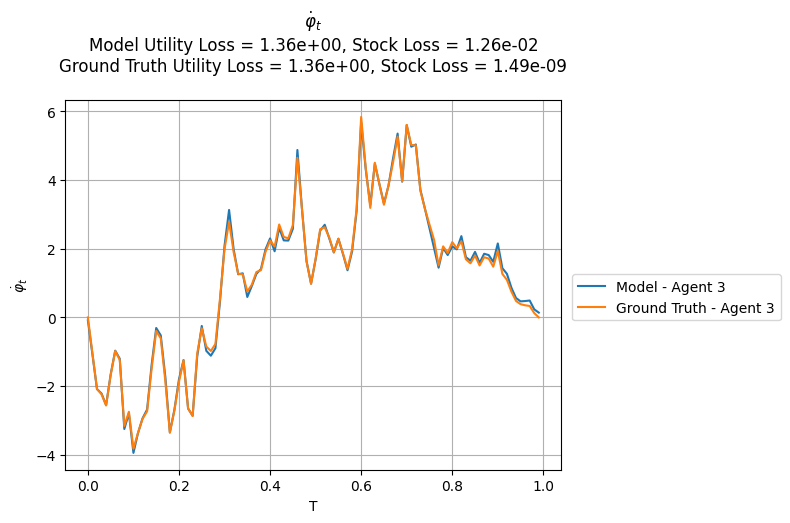 φ̇_t
Model Utility Loss = 1.36e+00, Stock Loss = 1.26e-02
Ground Truth Utility Loss = 1.36e+00, Stock Loss = 1.49e-09
6
4
2
0
−2
−4
φ̇_t
0.0 0.2 0.4 0.6 0.8 1.0
T
Model - Agent 3
Ground Truth - Agent 3